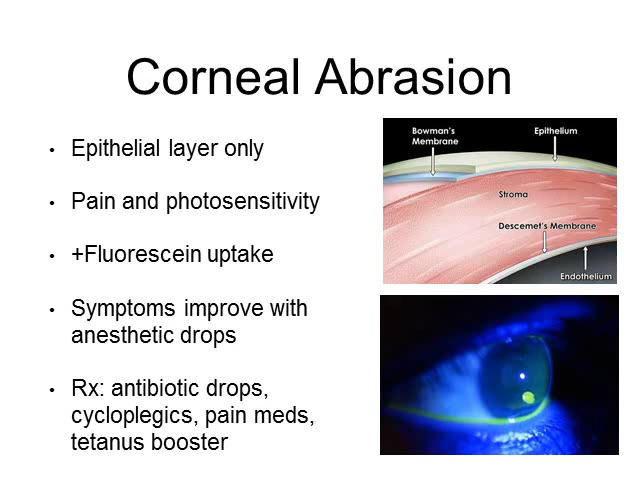 Corneal Abrasion
• Epithelial layer only
• Pain and photosensitivity
• +Fluorescein uptake
• Symptoms improve with
anesthetic drops
• Rx: antibiotic drops,
cycloplegics, pain meds,
tetanus booster
Bowman's
Membrane
Epithelium
Stroma
Descemet's Membrane
Endothelium